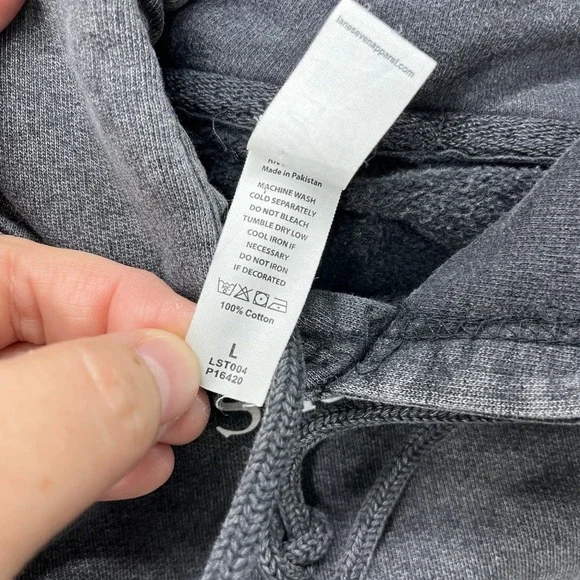 lanesevenapparel.com
Made in Pakistan
MACHINE WASH
COLD SEPARATELY
DO NOT BLEACH
TUMBLE DRY LOW
COOL IRON IF
NECESSARY
DO NOT IRON
IF DECORATED
100% Cotton
L
LST004
P16420
S